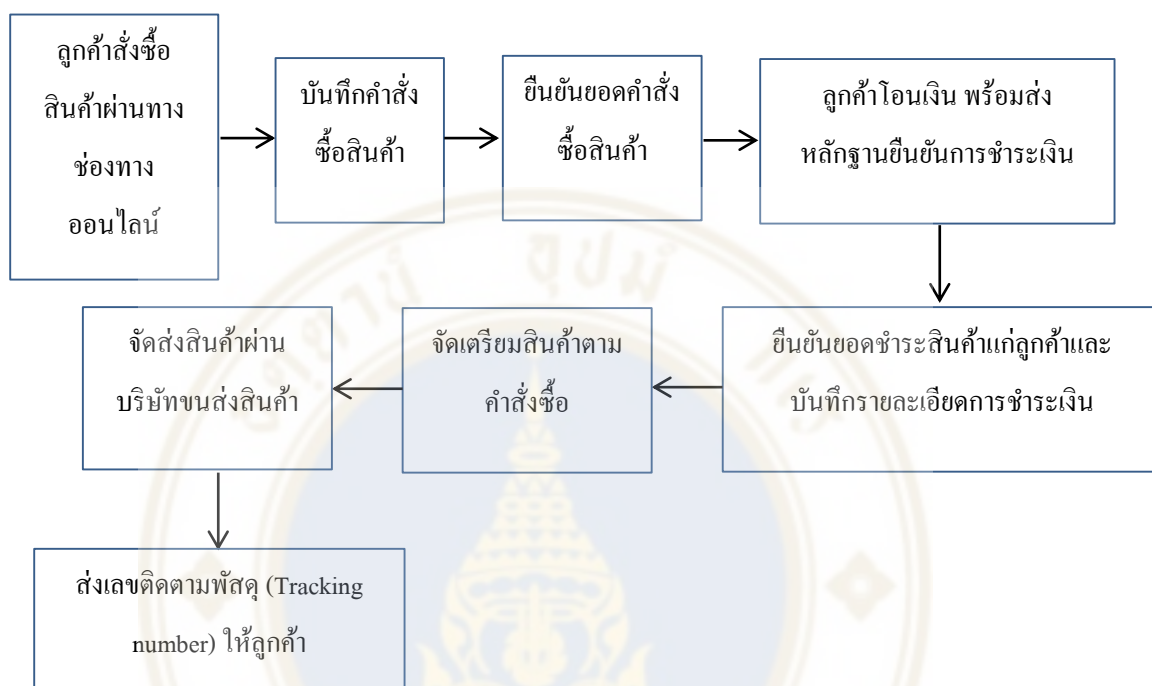 ลูกค้าสั่งซื้อ
สินค้าผ่านทาง
ช่องทาง
ออนไลน์
บันทึกคำสั่ง
ซื้อสินค้า
ยืนยันยอดคำสั่ง
ซื้อสินค้า
ลูกค้าโอนเงิน พร้อมส่ง
หลักฐานยืนยันการชำระเงิน
ยืนยันยอดชำระสินค้าแก่ลูกค้าและ
บันทึกรายละเอียดการชำระเงิน
จัดเตรียมสินค้าตาม
คำสั่งซื้อ
จัดส่งสินค้าผ่าน
บริษัทขนส่งสินค้า
ส่งเลขติดตามพัสดุ (Tracking
number) ให้ลูกค้า